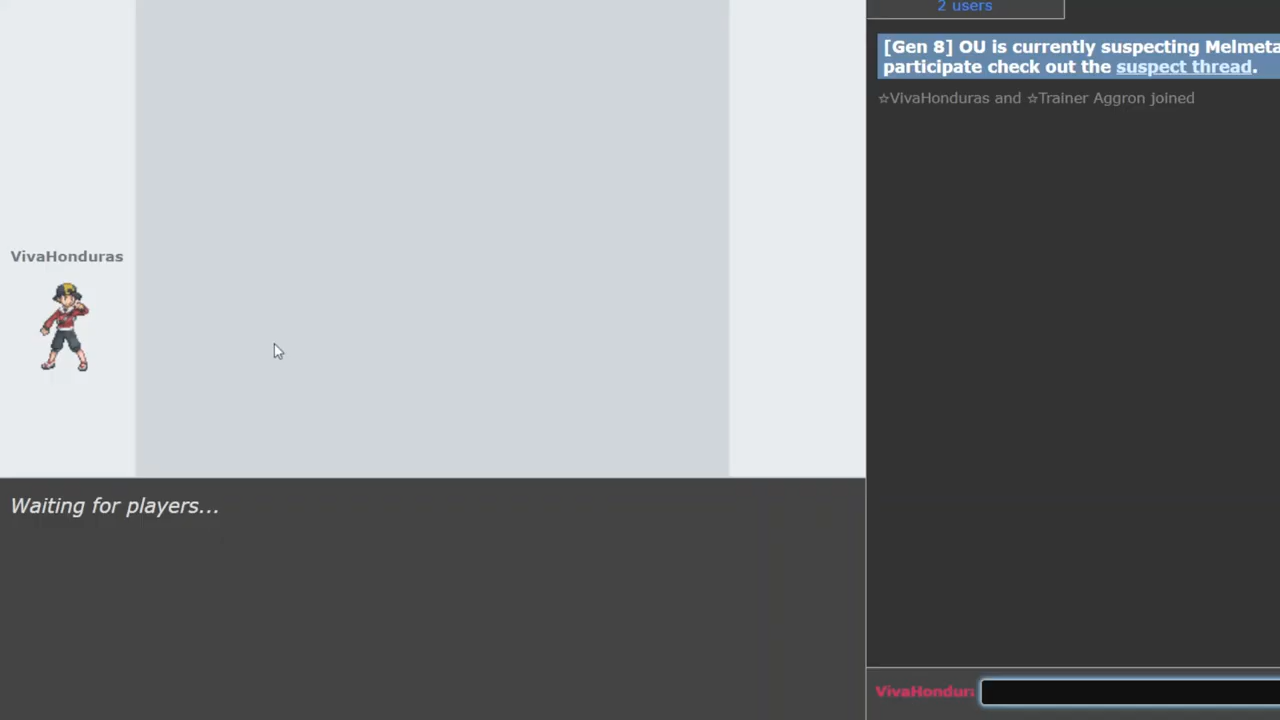 2 users
[Gen 8] OU is currently suspecting
participate check out the suspect thread.
☆VivaHonduras and ☆Trainer Aggron joined
VivaHonduras
Waiting for players...